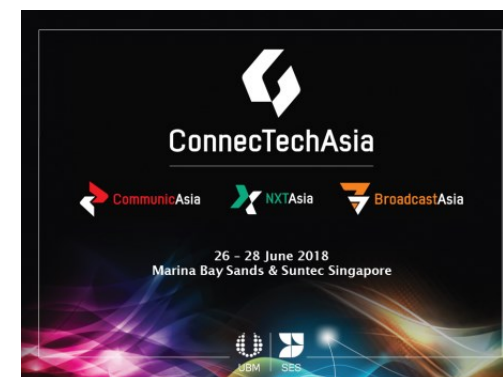 ConnecTechAsia
CommunicAsia NXTAsia BroadcastAsia
26 – 28 June 2018
Marina Bay Sands & Suntec Singapore
UBM SES